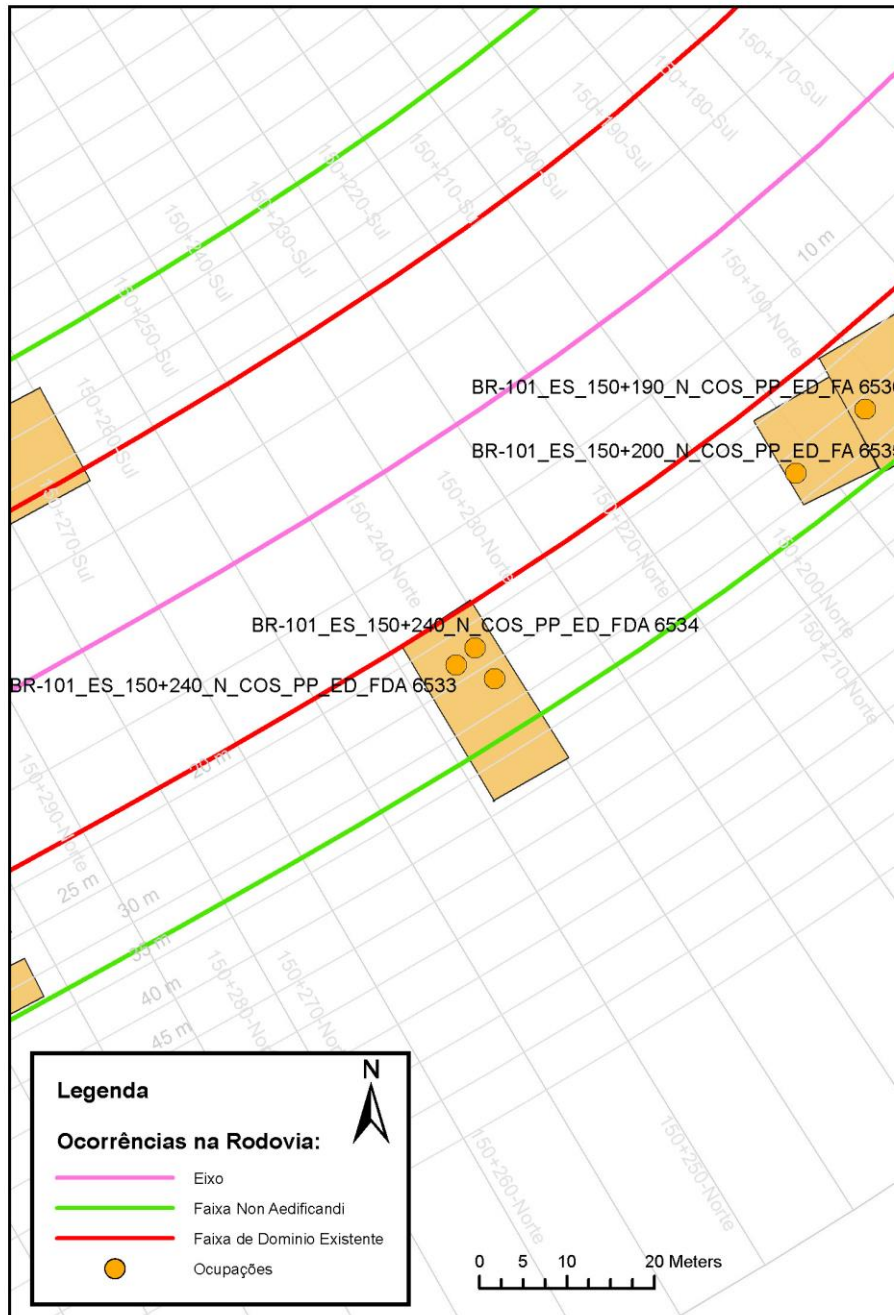 150+170-Sul
150+180-Sul
150+190-Sul
150+200-Sul
150+210-Sul
150+220-Sul
150+230-Sul
150+240-Sul
150+250-Sul
150+260-Sul
150+270-Sul
10 m
150+190-Norte
BR-101_ES_150+190_N_COS_PP_ED_FA 6536
BR-101_ES_150+200_N_COS_PP_ED_FA 6535
150+240-Norte
150+230-Norte
150+220-Norte
150+200-Norte
150+210-Norte
BR-101_ES_150+240_N_COS_PP_ED_FDA 6534
BR-101_ES_150+240_N_COS_PP_ED_FDA 6533
20 m
150+290-Norte
25 m
30 m
35 m
40 m
45 m
150+280-Norte
150+270-Norte
150+260-Norte
150+250-Norte
Legenda
N
Ocorrências na Rodovia:
Eixo
Faixa Non Aedificandi
Faixa de Dominio Existente
Ocupações
0 5 10 20 Meters